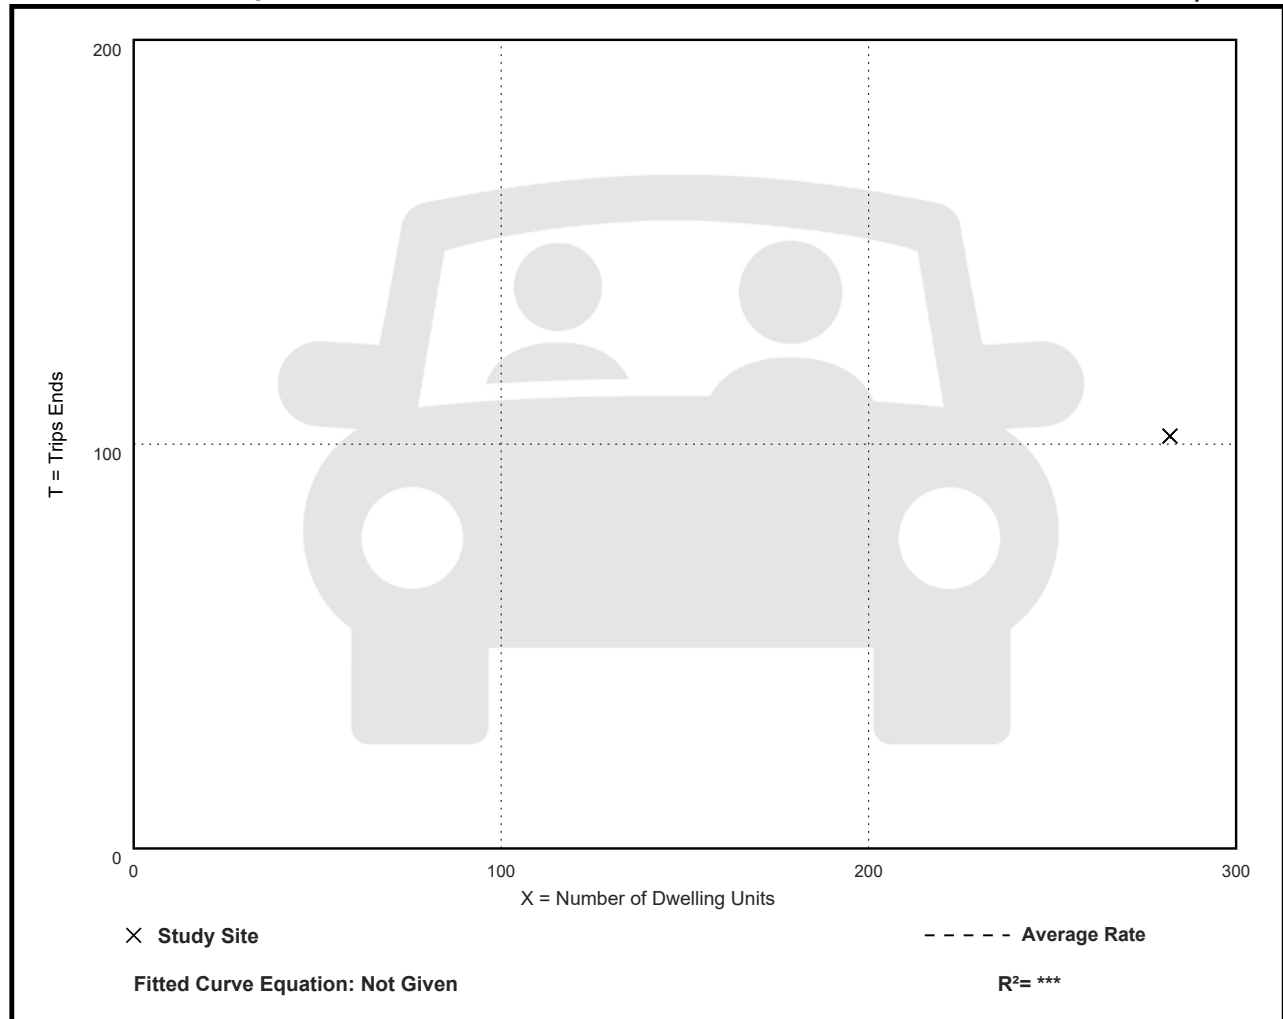 200
T = Trips Ends
100
0
0 100 200 300
X = Number of Dwelling Units
Study Site
Average Rate
Fitted Curve Equation: Not Given
R²= ***